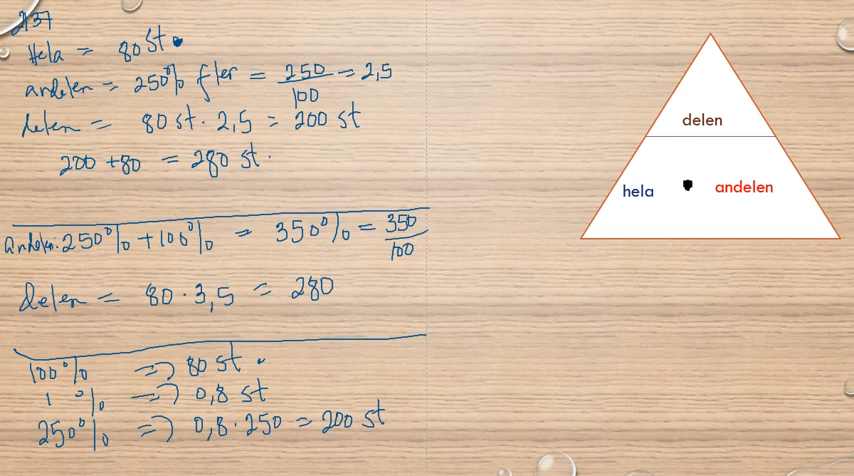 2137
Hela = 80 St.
andelen = 250% fler = 250/100 = 2,5
delen = 80 st · 2,5 = 200 st
200 + 80 = 280 st.
andelen. 250% + 100% = 350% = 350/100
delen = 80 · 3,5 = 280
100% => 80 st.
1 % => 0,8 st
250% => 0,8 · 250 = 200 st
delen
hela · andelen